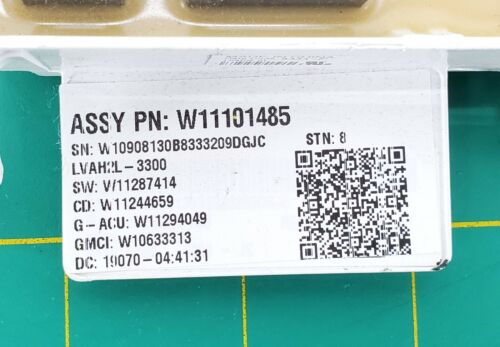 ASSY PN: W11101485
SN: W10908130B8333209DGJC
STN: 8
LVAH2L-3300
SW: W11287414
CD: W11244659
G-ACU: W11294049
GMCI: W10633313
DC: 19070-04:41:31